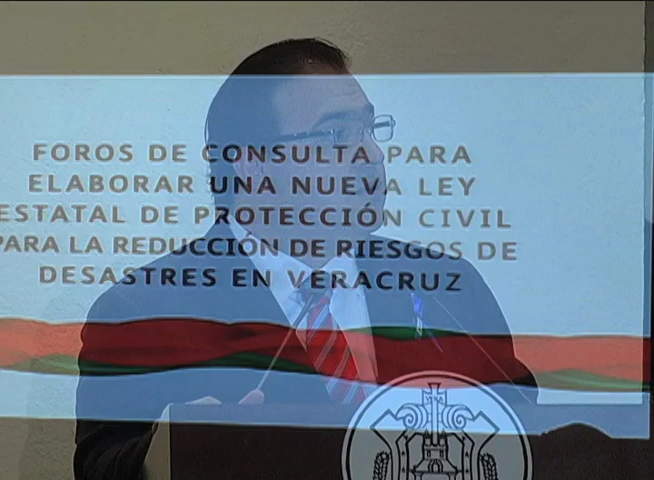 FOROS DE CONSULTA PARA
ELABORAR UNA NUEVA LEY
ESTATAL DE PROTECCIÓN CIVIL
PARA LA REDUCCIÓN DE RIESGOS DE
DESASTRES EN VERACRUZ